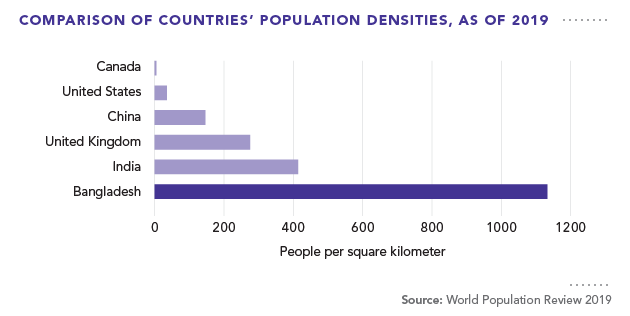 COMPARISON OF COUNTRIES’ POPULATION DENSITIES, AS OF 2019
Canada
United States
China
United Kingdom
India
Bangladesh
0 200 400 600 800 1000 1200
People per square kilometer
Source: World Population Review 2019